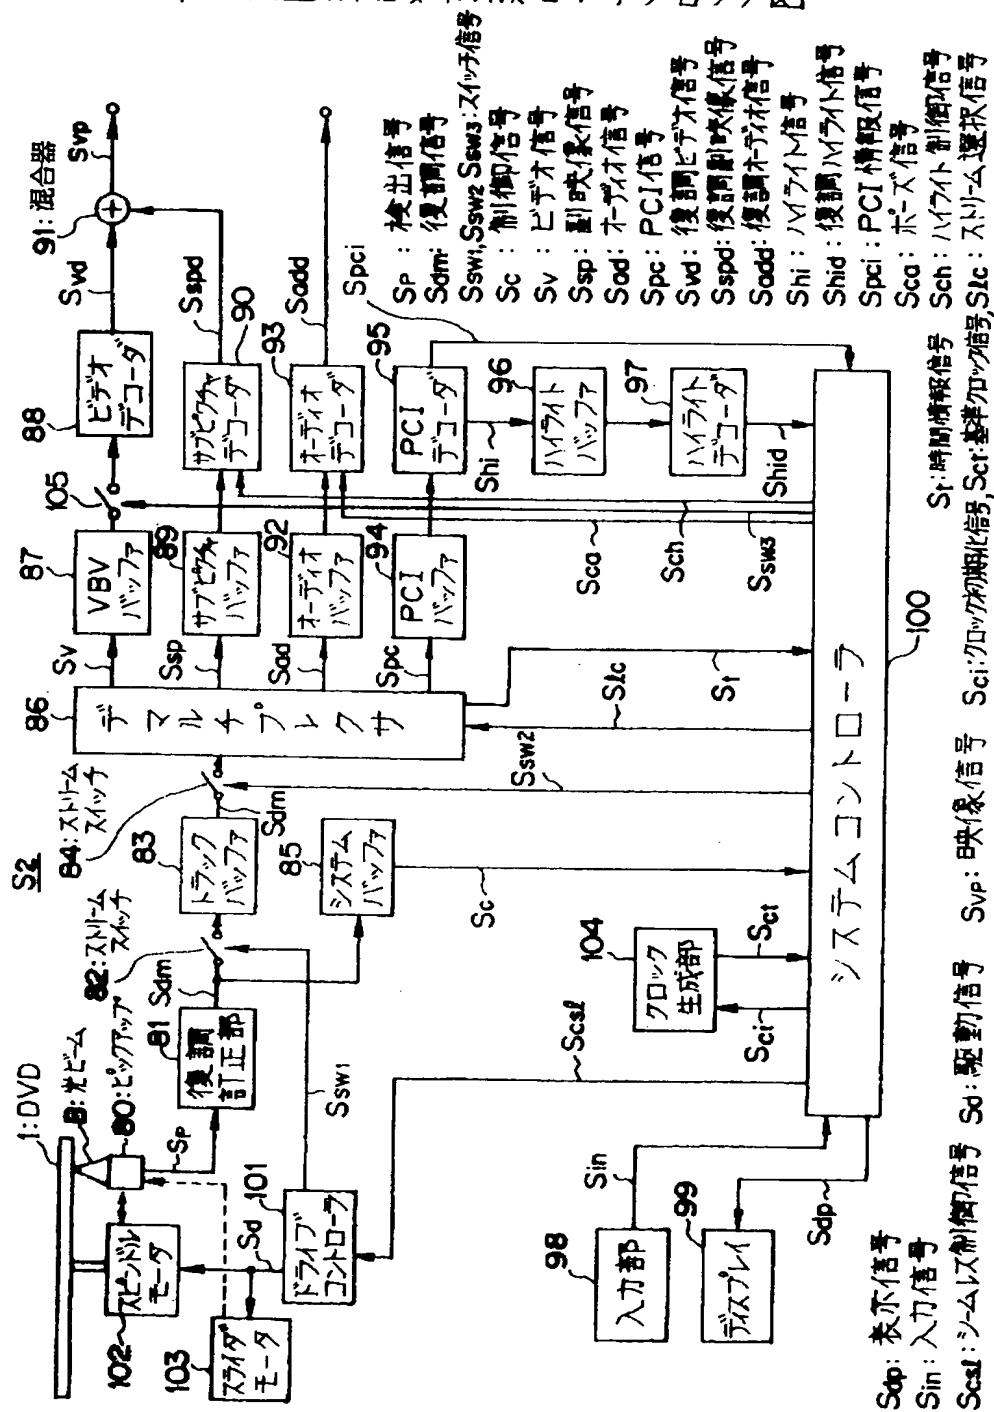 S2
1:DVD
B:光ビーム
80:ピックアップ
スピンドル
モータ
102
スライダ
モータ
103
Sp
81
復調
訂正部
Sdm
82:ストリーム
スイッチ
83
トラック
バッファ
84:ストリーム
スイッチ
Sdm
85
システム
バッファ
86
デマルチプレクサ
Sv
Ssp
Sad
Spc
87
VBV
バッファ
89
サブピクチャ
バッファ
92
オーディオ
バッファ
94
PCI
バッファ
105
88
ビデオ
デコーダ
90
サブピクチャ
デコーダ
93
オーディオ
デコーダ
95
PCI
デコーダ
Svd
Sspd
Sadd
Spci
91:混合器
Svp
Shi
96
ハイライト
バッファ
97
ハイライト
デコーダ
Shid
Sca
Sch
Ssw3
Slc
St
Ssw2
Sc
Ssw1
101
ドライブ
コントローラ
Sd
Scsl
104
クロック
生成部
Sct
Sci
98
入力部
Sin
99
ディスプレイ
Sdp
システムコントローラ
100
Sp:検出信号
Sdm:復調信号
Ssw1,Ssw2 Ssw3:スイッチ信号
Sc:制御信号
Sv:ビデオ信号
Ssp:副映像信号
Sad:オーディオ信号
Spc:PCI信号
Svd:復調ビデオ信号
Sspd:復調副映像信号
Sadd:復調オーディオ信号
Shi:ハイライト信号
Shid:復調ハイライト信号
Spci:PCI情報信号
Sca:ポーズ信号
Sch:ハイライト制御信号
St:時間情報信号
Sdp:表示信号
Sin:入力信号
Scsl:シームレス制御信号 Sd:駆動信号 Svp:映像信号 Sci:クロック初期化信号,Sct:基準クロック信号,Slc:ストリーム選択信号